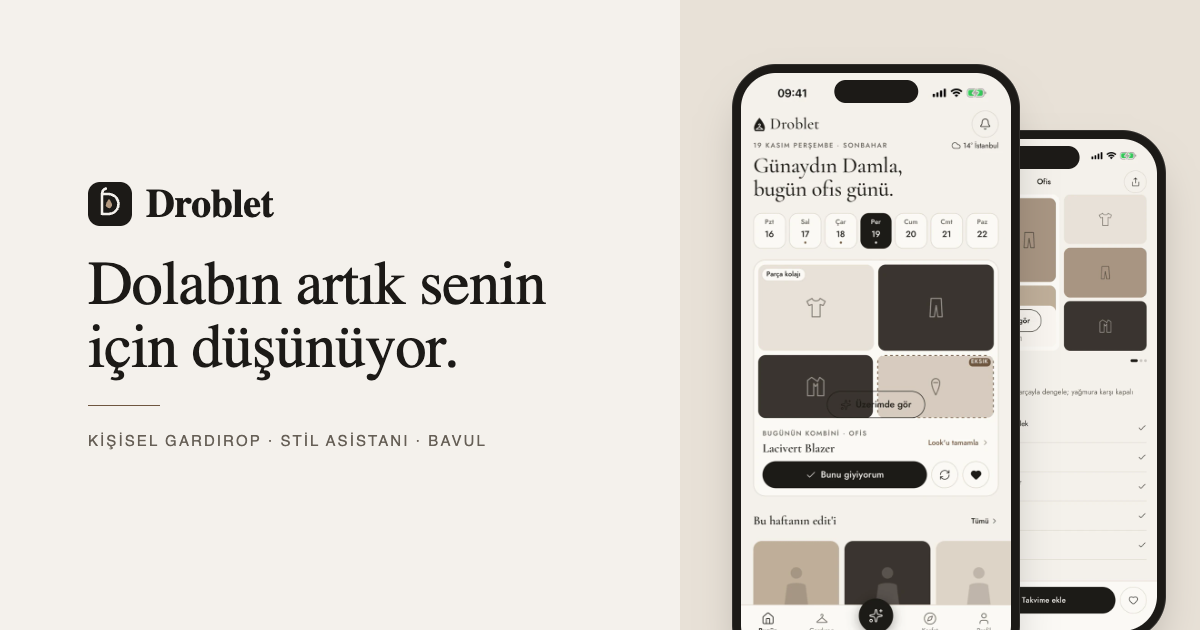 Droblet
Dolabın artık senin
için düşünüyor.
KİŞİSEL GARDIROP · STİL ASİSTANI · BAVUL
09:41
Droblet
19 KASIM PERŞEMBE · SONBAHAR
14° İstanbul
Günaydın Damla,
bugün ofis günü.
Pzt Sal Çar Per Cum Cmt Paz
16 17 18 19 20 21 22
Parça kolajı
EKSİK
Üzerimde gör
BUGÜNÜN KOMBİNİ · OFİS
Lacivert Blazer
Look'u tamamla
Bunu giyiyorum
Bu haftanın edit'i
Tümü
Ofis
gör
arçayla dengele; yağmura karşı kapalı
lek
Takvime ekle